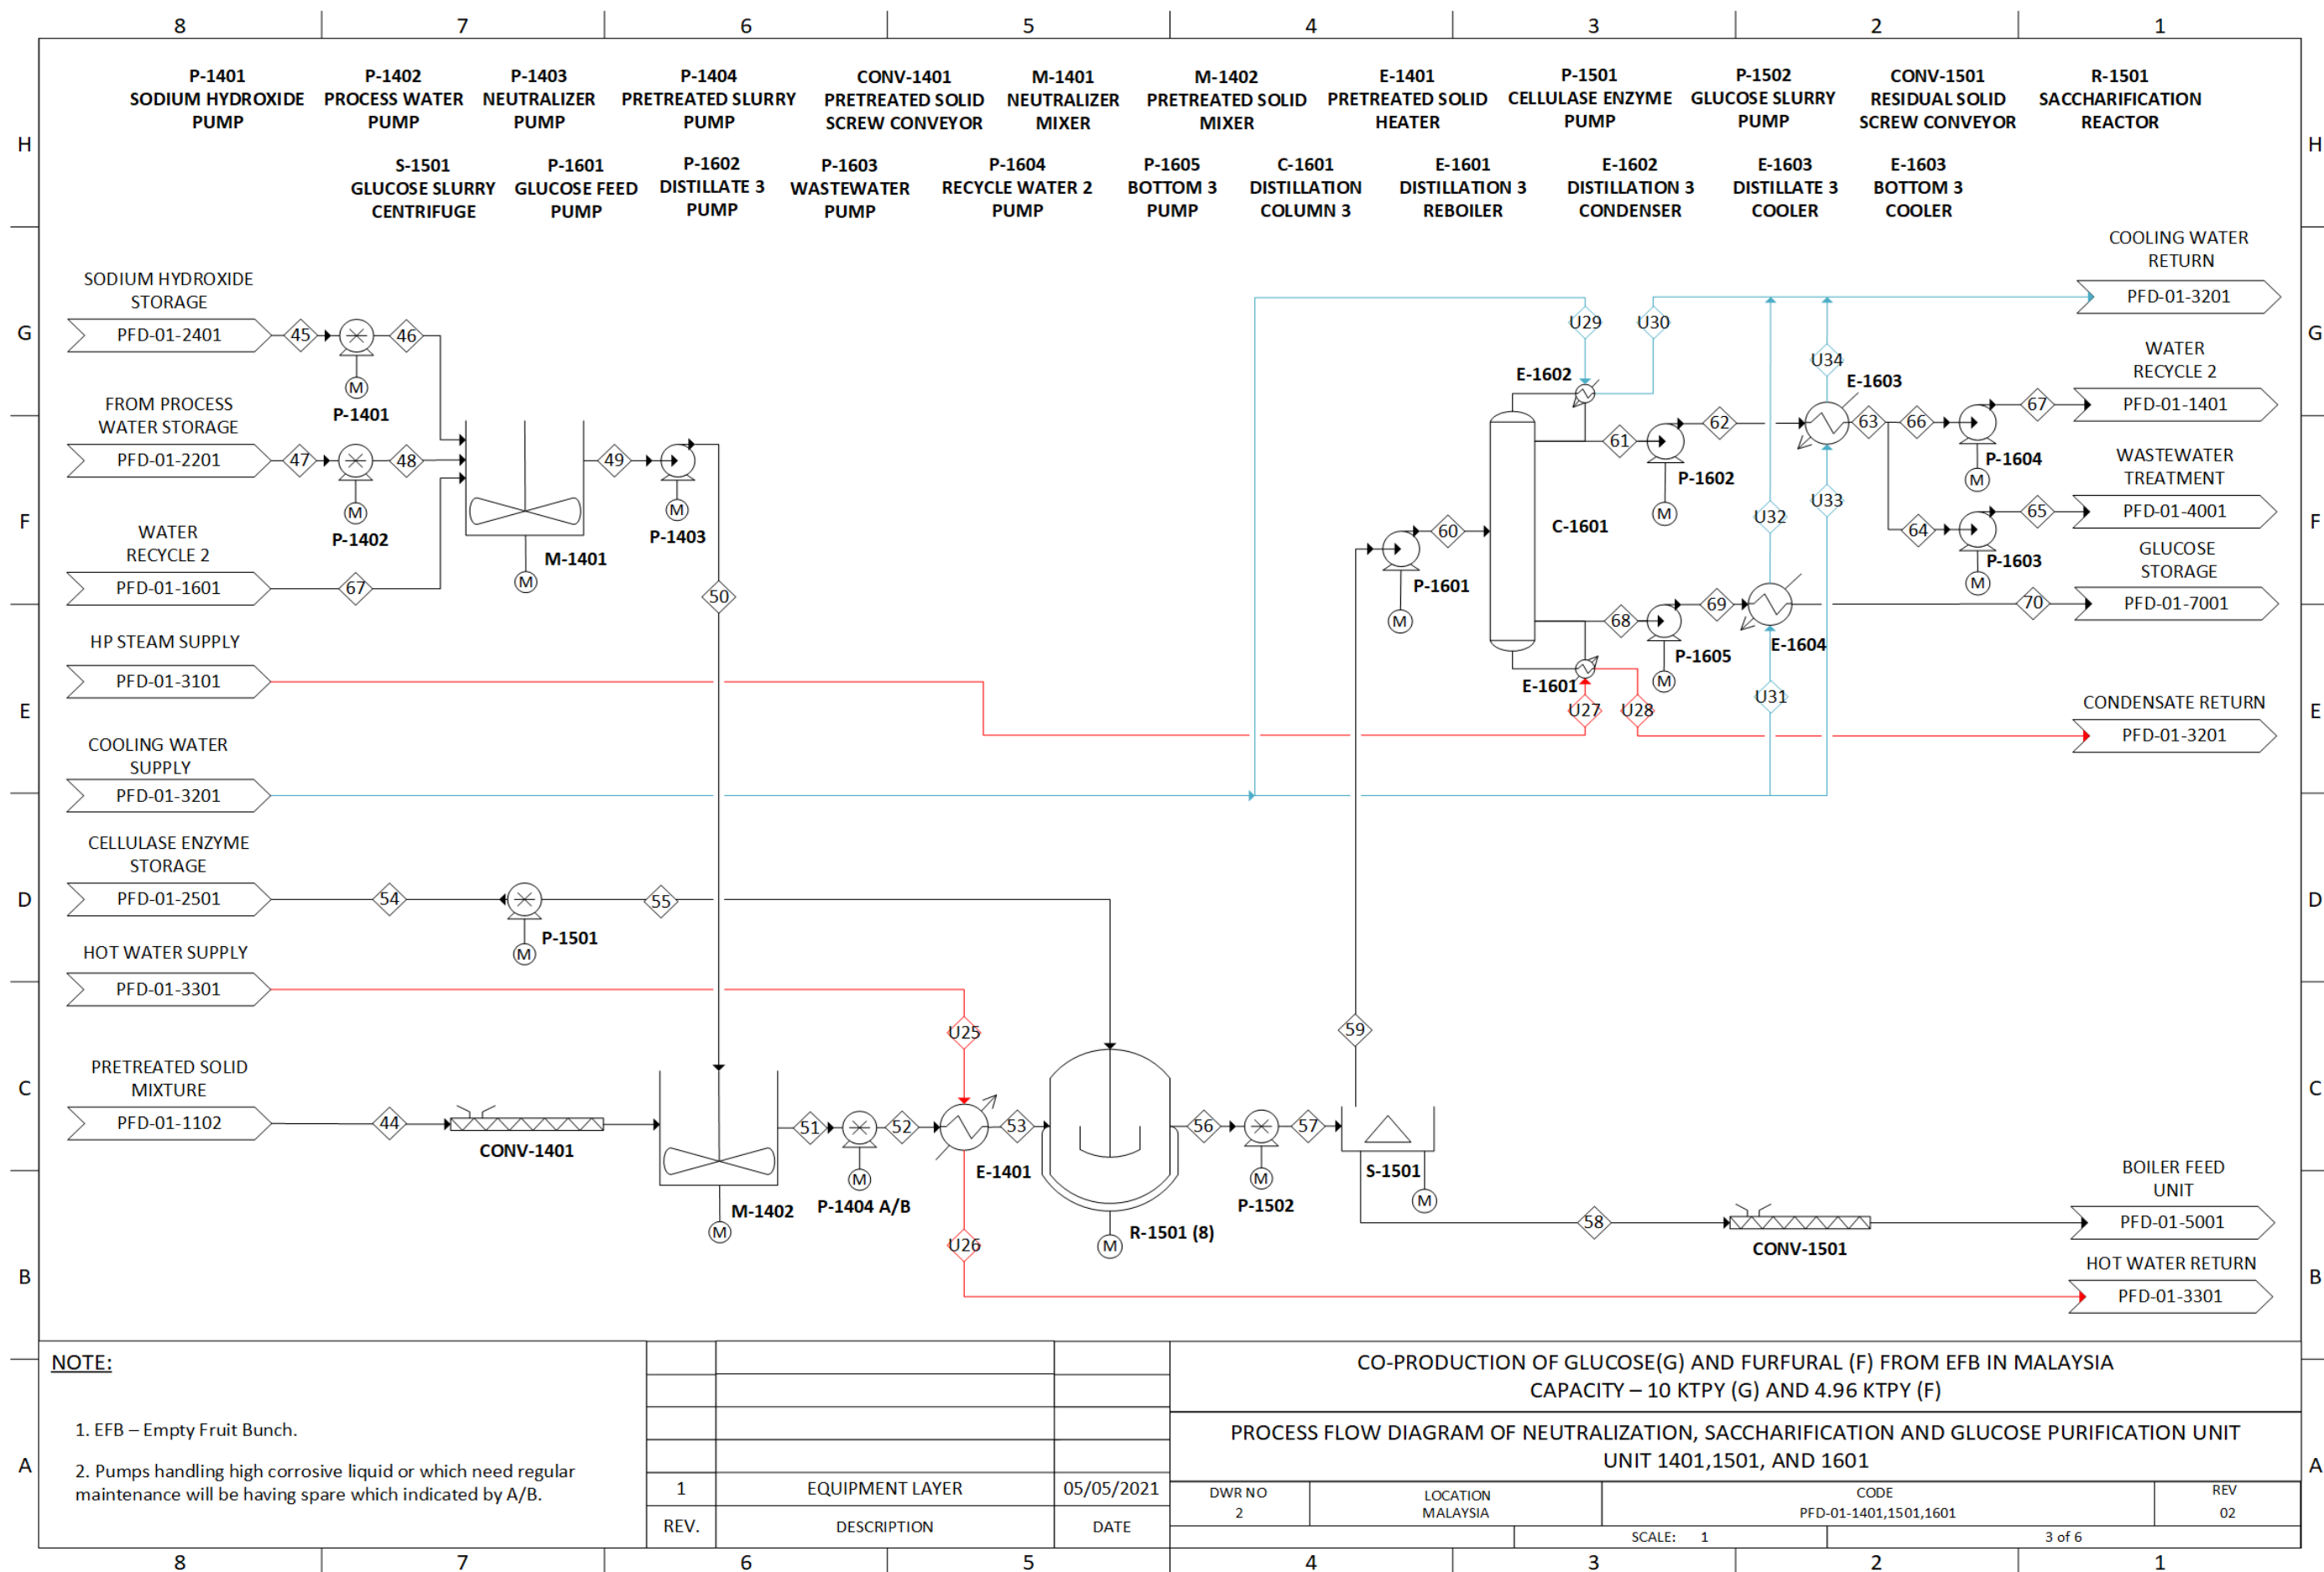 8 7 6 5 4 3 2 1
P-1401
SODIUM HYDROXIDE
PUMP
P-1402
PROCESS WATER
PUMP
P-1403
NEUTRALIZER
PUMP
P-1404
PRETREATED SLURRY
PUMP
CONV-1401
PRETREATED SOLID
SCREW CONVEYOR
M-1401
NEUTRALIZER
MIXER
M-1402
PRETREATED SOLID
MIXER
E-1401
PRETREATED SOLID
HEATER
P-1501
CELLULASE ENZYME
PUMP
P-1502
GLUCOSE SLURRY
PUMP
CONV-1501
RESIDUAL SOLID
SCREW CONVEYOR
R-1501
SACCHARIFICATION
REACTOR
H H
S-1501
GLUCOSE SLURRY
CENTRIFUGE
P-1601
GLUCOSE FEED
PUMP
P-1602
DISTILLATE 3
PUMP
P-1603
WASTEWATER
PUMP
P-1604
RECYCLE WATER 2
PUMP
P-1605
BOTTOM 3
PUMP
C-1601
DISTILLATION
COLUMN 3
E-1601
DISTILLATION 3
REBOILER
E-1602
DISTILLATION 3
CONDENSER
E-1603
DISTILLATE 3
COOLER
E-1603
BOTTOM 3
COOLER
G G
F F
E E
D D
C C
B B
A A
SODIUM HYDROXIDE
STORAGE
PFD-01-2401
45
46
M
P-1401
FROM PROCESS
WATER STORAGE
PFD-01-2201
47
48
M
P-1402
WATER
RECYCLE 2
PFD-01-1601
67
M-1401
M
49
P-1403
M
50
HP STEAM SUPPLY
PFD-01-3101
COOLING WATER
SUPPLY
PFD-01-3201
CELLULASE ENZYME
STORAGE
PFD-01-2501
54
55
P-1501
M
HOT WATER SUPPLY
PFD-01-3301
U25
PRETREATED SOLID
MIXTURE
PFD-01-1102
44
CONV-1401
M-1402
M
51
52
M
P-1404 A/B
E-1401
U26
53
R-1501 (8)
M
56
57
M
P-1502
S-1501
M
58
59
CONV-1501
P-1601
M
60
C-1601
E-1602
U29
U30
61
62
P-1602
M
E-1603
U34
U33
U32
U31
63
66
67
P-1604
M
64
65
P-1603
M
68
69
P-1605
M
E-1604
70
E-1601
U27
U28
COOLING WATER
RETURN
PFD-01-3201
WATER
RECYCLE 2
PFD-01-1401
WASTEWATER
TREATMENT
PFD-01-4001
GLUCOSE
STORAGE
PFD-01-7001
CONDENSATE RETURN
PFD-01-3201
BOILER FEED
UNIT
PFD-01-5001
HOT WATER RETURN
PFD-01-3301
NOTE:
1. EFB – Empty Fruit Bunch.
2. Pumps handling high corrosive liquid or which need regular
maintenance will be having spare which indicated by A/B.
1 EQUIPMENT LAYER 05/05/2021
REV. DESCRIPTION DATE
CO-PRODUCTION OF GLUCOSE(G) AND FURFURAL (F) FROM EFB IN MALAYSIA
CAPACITY – 10 KTPY (G) AND 4.96 KTPY (F)
PROCESS FLOW DIAGRAM OF NEUTRALIZATION, SACCHARIFICATION AND GLUCOSE PURIFICATION UNIT
UNIT 1401,1501, AND 1601
DWR NO
2
LOCATION
MALAYSIA
CODE
PFD-01-1401,1501,1601
REV
02
SCALE: 1
3 of 6
8 7 6 5 4 3 2 1